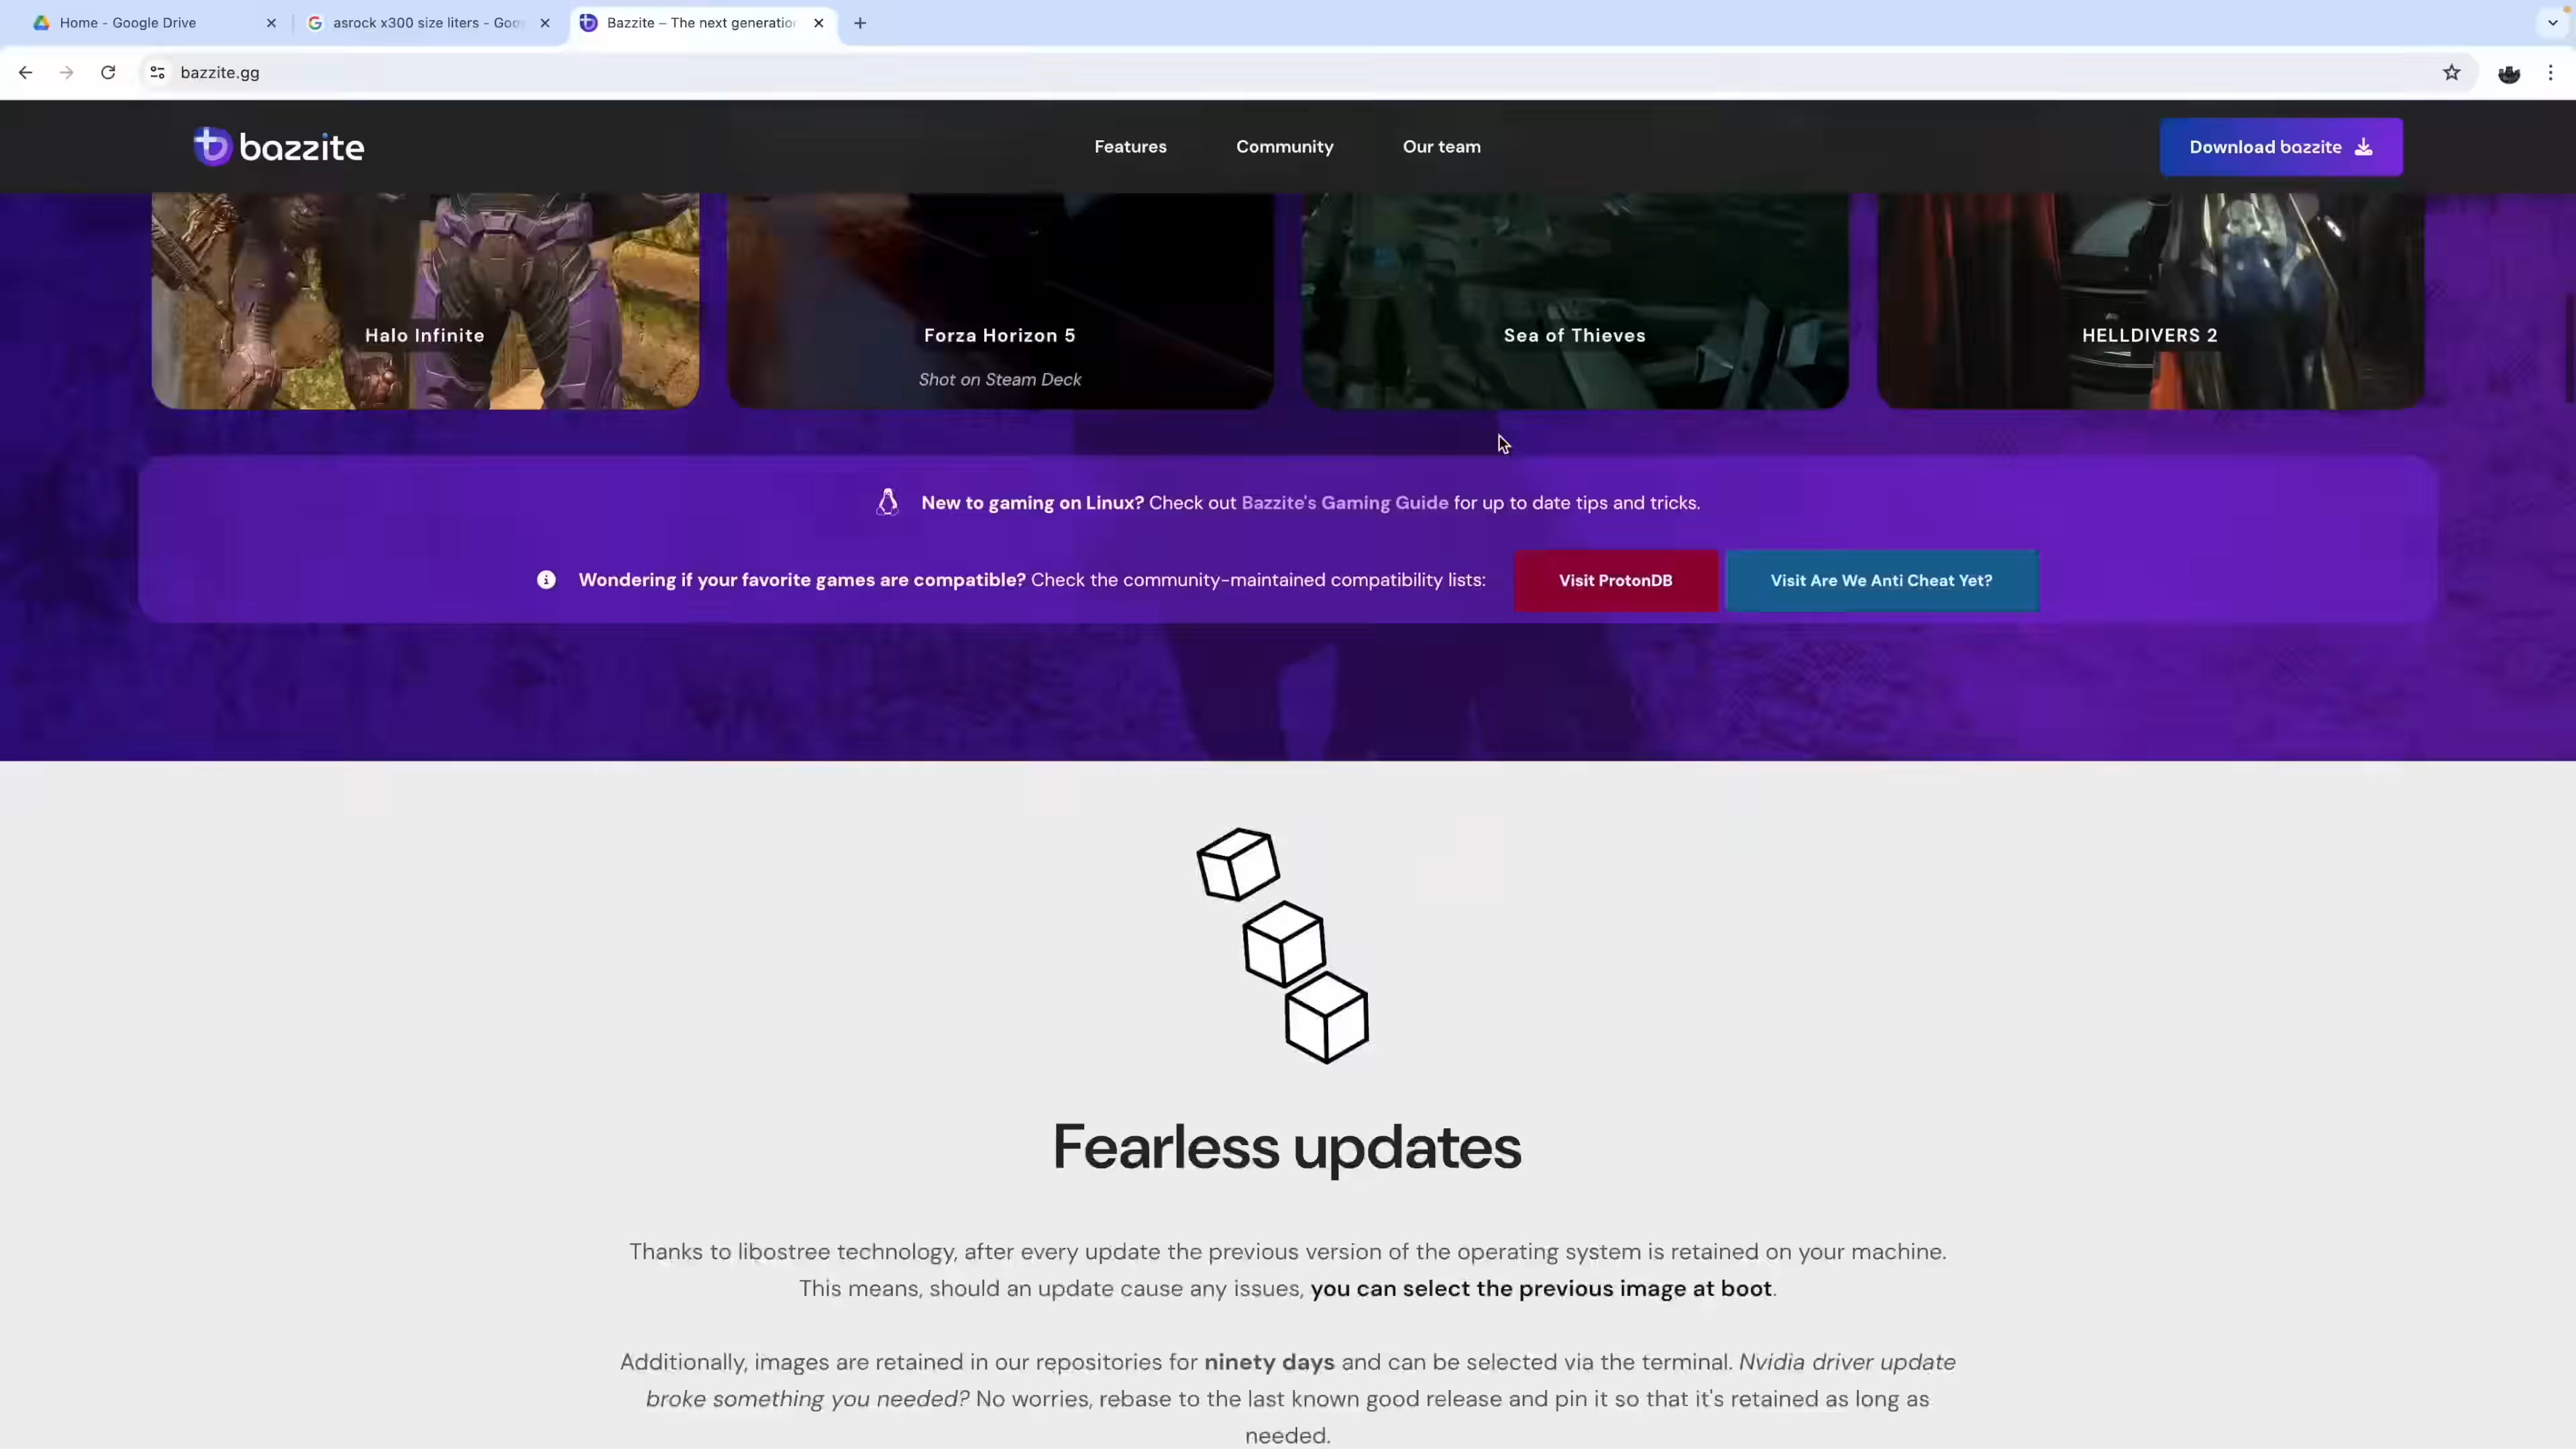 Home - Google Drive
asrock x300 size liters - Goo
Bazzite – The next generation
bazzite.gg
bazzite
Features
Community
Our team
Download bazzite
Halo Infinite
Forza Horizon 5
Shot on Steam Deck
Sea of Thieves
HELLDIVERS 2
New to gaming on Linux? Check out Bazzite's Gaming Guide for up to date tips and tricks.
Wondering if your favorite games are compatible? Check the community-maintained compatibility lists:
Visit ProtonDB
Visit Are We Anti Cheat Yet?
Fearless updates
Thanks to libostree technology, after every update the previous version of the operating system is retained on your machine.
This means, should an update cause any issues, you can select the previous image at boot.
Additionally, images are retained in our repositories for ninety days and can be selected via the terminal. Nvidia driver update
broke something you needed? No worries, rebase to the last known good release and pin it so that it's retained as long as
needed.